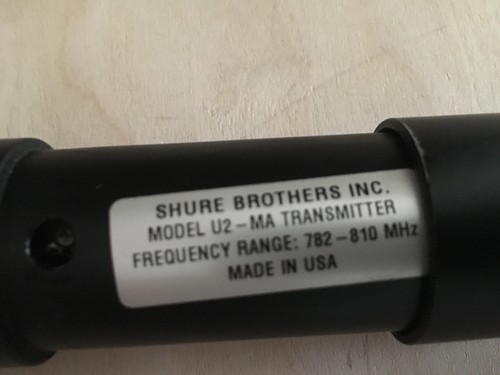 SHURE BROTHERS INC.
MODEL U2-MA TRANSMITTER
FREQUENCY RANGE: 782-810 MHz
MADE IN USA